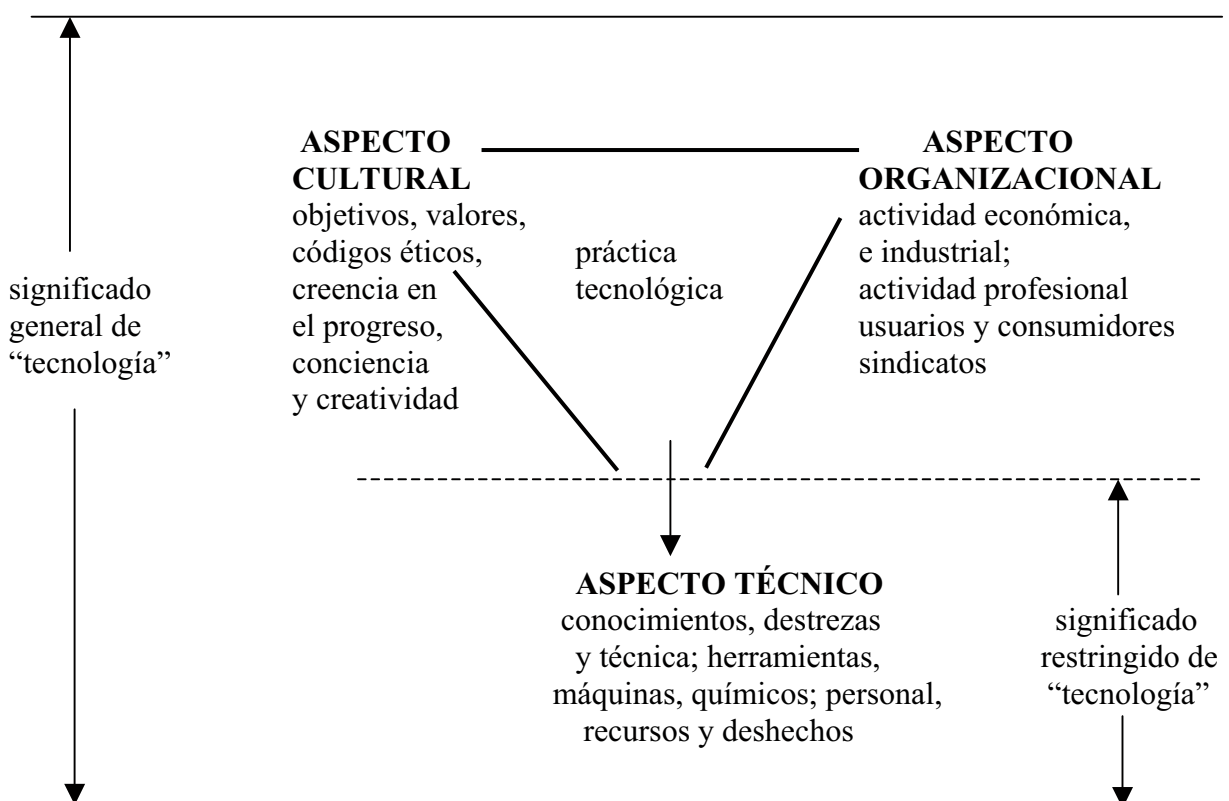 ASPECTO
CULTURAL
objetivos, valores,
códigos éticos,
creencia en
el progreso,
conciencia
y creatividad
práctica
tecnológica
ASPECTO
ORGANIZACIONAL
actividad económica,
e industrial;
actividad profesional
usuarios y consumidores
sindicatos
significado
general de
“tecnología”
ASPECTO TÉCNICO
conocimientos, destrezas
y técnica; herramientas,
máquinas, químicos; personal,
recursos y deshechos
significado
restringido de
“tecnología”